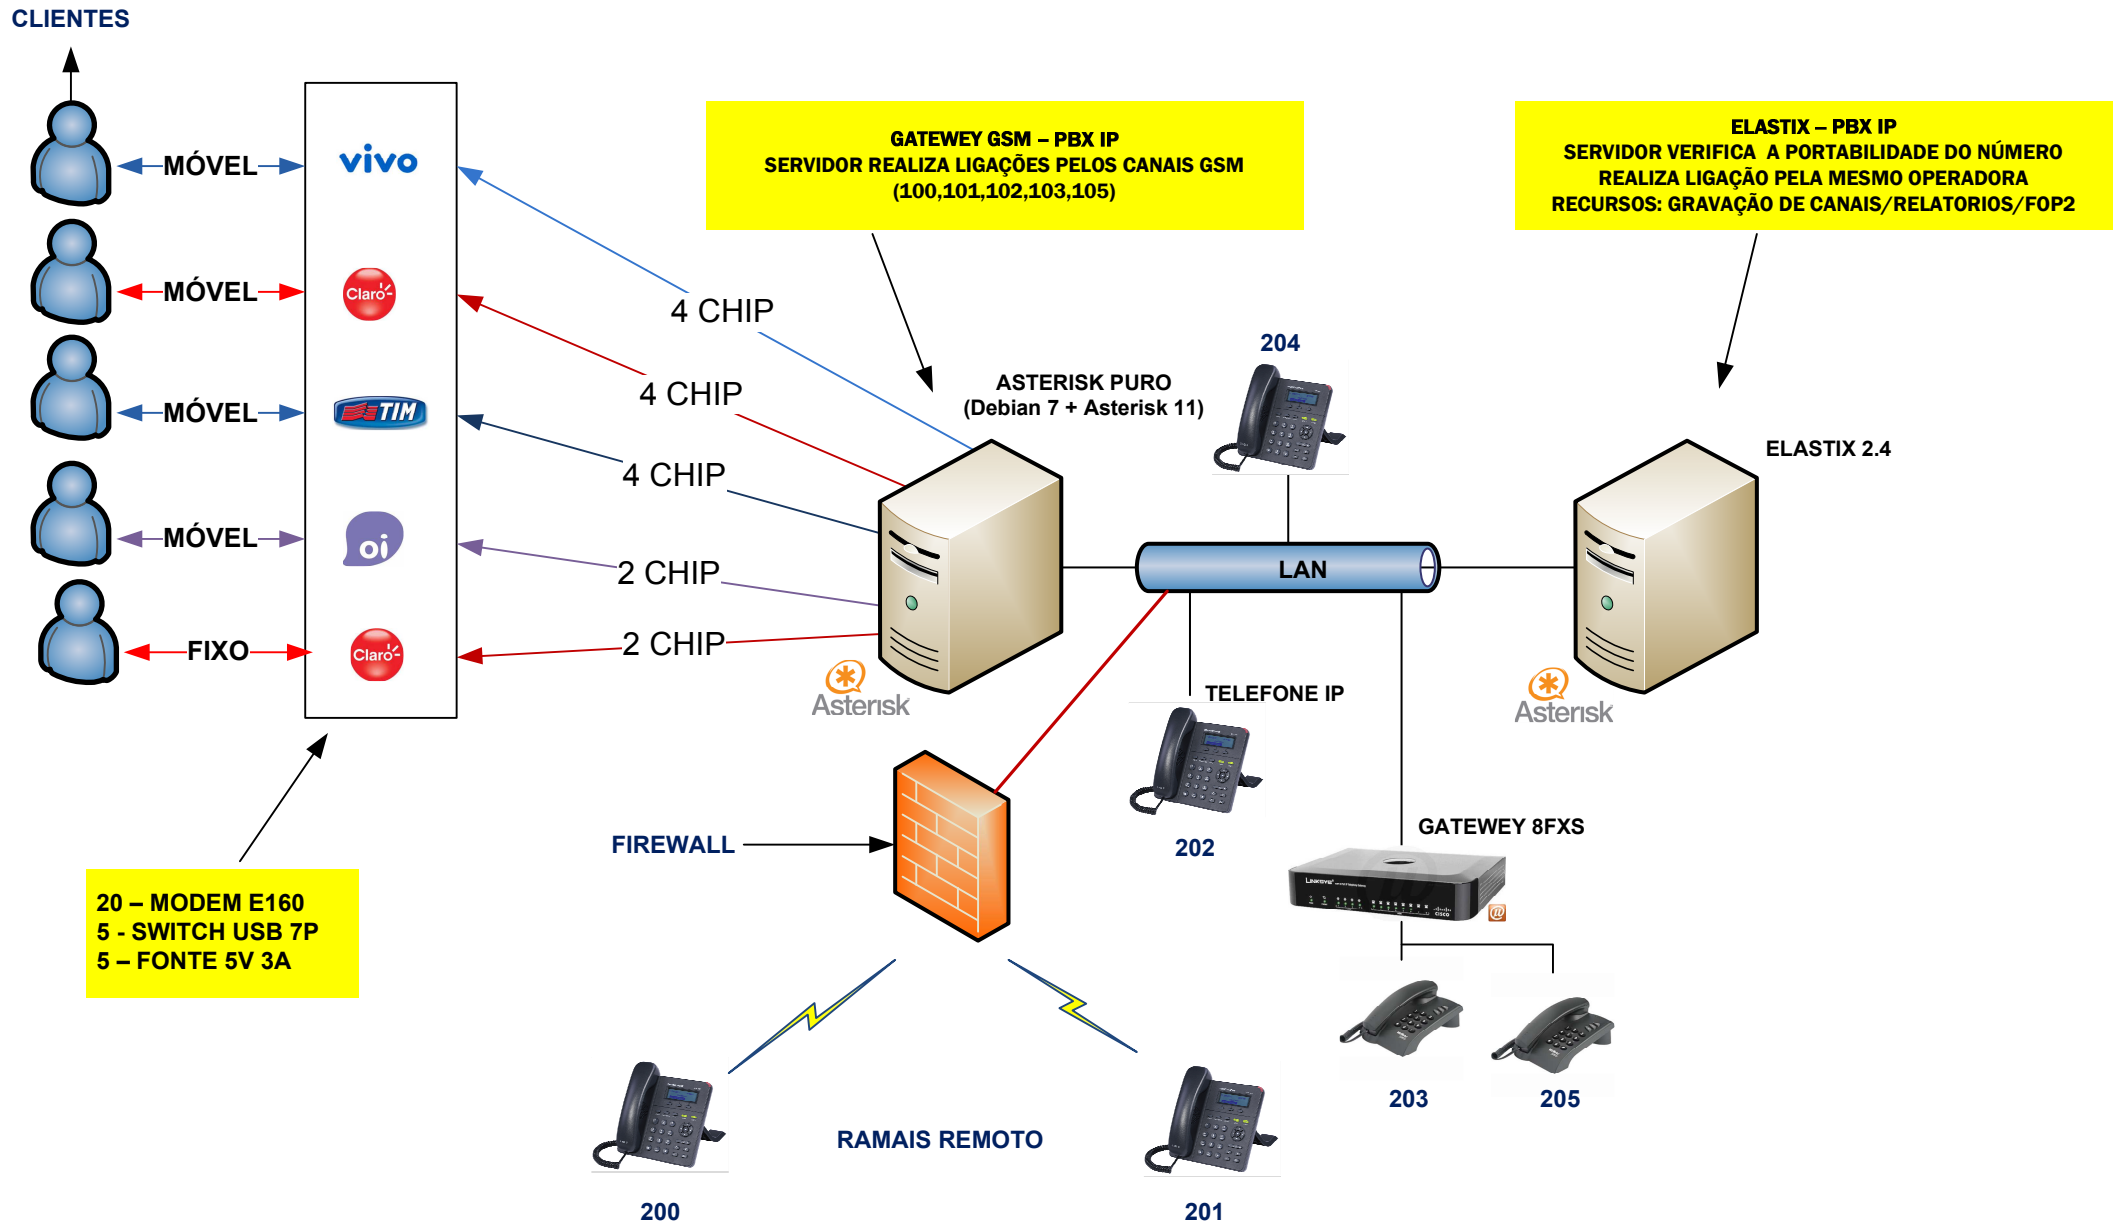 CLIENTES
MÓVEL
vivo
MÓVEL
Claro
MÓVEL
TIM
MÓVEL
oi
FIXO
Claro
4 CHIP
4 CHIP
4 CHIP
2 CHIP
2 CHIP
GATEWEY GSM – PBX IP
SERVIDOR REALIZA LIGAÇÕES PELOS CANAIS GSM
(100,101,102,103,105)
ELASTIX – PBX IP
SERVIDOR VERIFICA A PORTABILIDADE DO NÚMERO
REALIZA LIGAÇÃO PELA MESMO OPERADORA
RECURSOS: GRAVAÇÃO DE CANAIS/RELATORIOS/FOP2
ASTERISK PURO
(Debian 7 + Asterisk 11)
204
ELASTIX 2.4
LAN
Asterisk
Asterisk
TELEFONE IP
202
FIREWALL
GATEWEY 8FXS
LINKSYS
CISCO
@
203
205
20 – MODEM E160
5 - SWITCH USB 7P
5 – FONTE 5V 3A
RAMAIS REMOTO
200
201